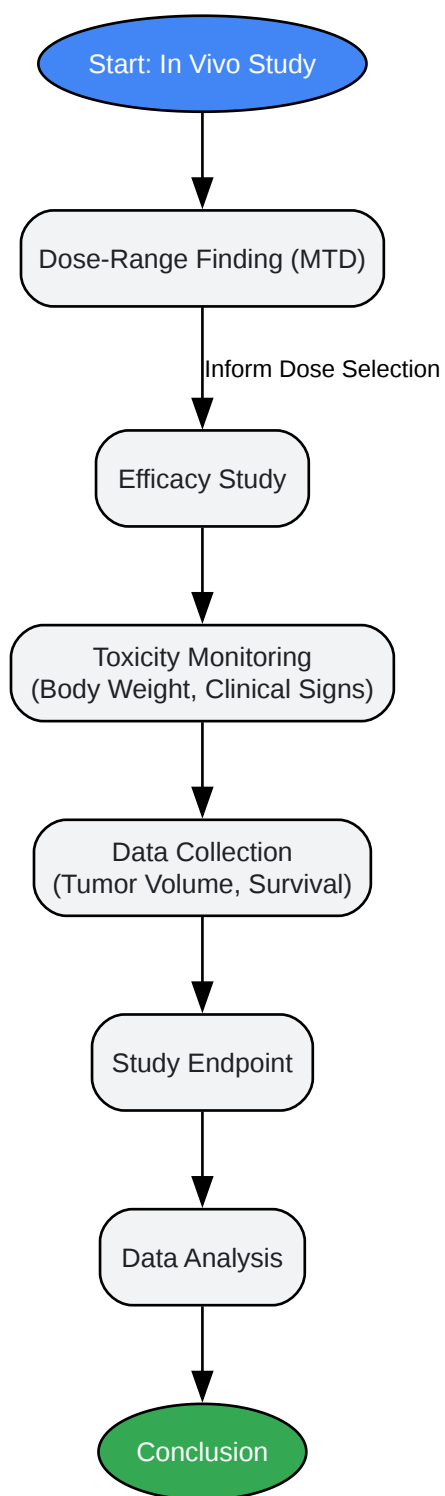 Start: In Vivo Study
Dose-Range Finding (MTD)
Inform Dose Selection
Efficacy Study
Toxicity Monitoring
(Body Weight, Clinical Signs)
Data Collection
(Tumor Volume, Survival)
Study Endpoint
Data Analysis
Conclusion